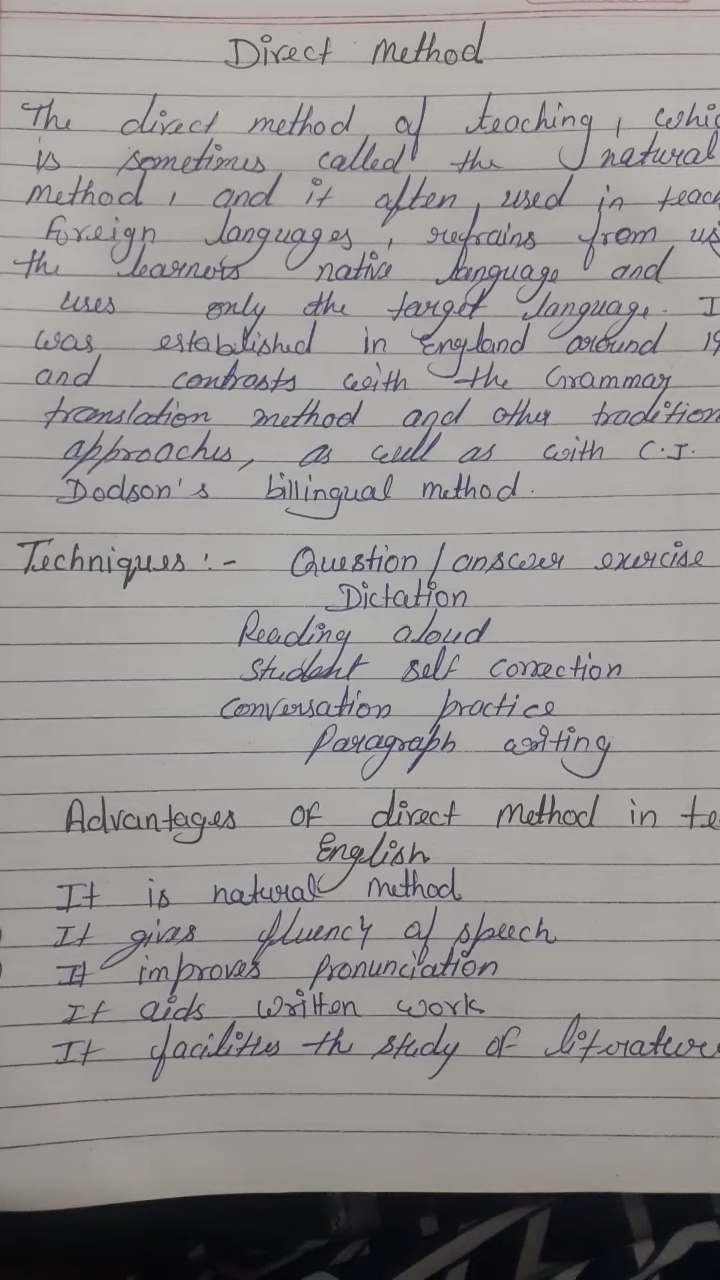 Direct Method
The direct method of teaching, whic
is sometimes called the natural
method, and it often used in teac
foreign languages, refrains from us
the learners native language and
uses only the target language. I
was established in England around 19
and contrasts with the Grammar
translation method and other tradition
approaches, as well as with C.J.
Dodson's billingual method.
Techniques :- Question / answer exercise
Dictation
Reading aloud
Student self correction
Conversation practice
Paragraph writing
Advantages of direct method in te
English
It is natural method
It gives fluency of speech
It improves Pronunciation
It aids written work
It facilities the study of literature